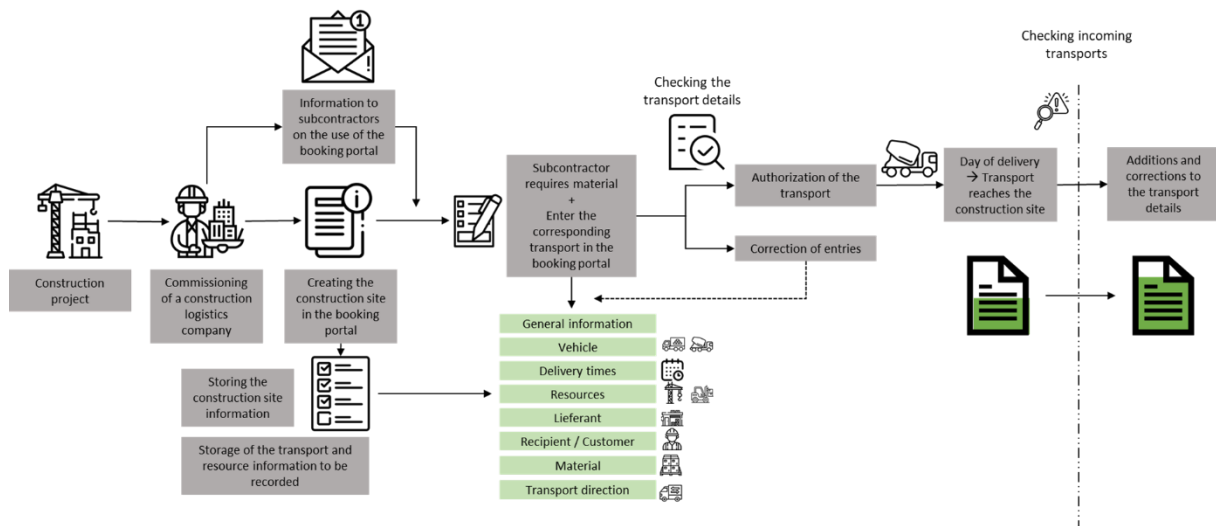 1
Information to
subcontractors
on the use of the
booking portal
Checking incoming
transports
Checking the
transport details
i
Construction
project
Commissioning
of a construction
logistics
company
Creating the
construction site
in the booking
portal
Subcontractor
requires material
+
Enter the
corresponding
transport in the
booking portal
Authorization of the
transport
Correction of entries
Day of delivery
→ Transport
reaches the
construction site
Additions and
corrections to
the transport
details
Storing the
construction site
information
Storage of the transport and
resource information to be
recorded
General information
Vehicle
Delivery times
Resources
Lieferant
Recipient / Customer
Material
Transport direction